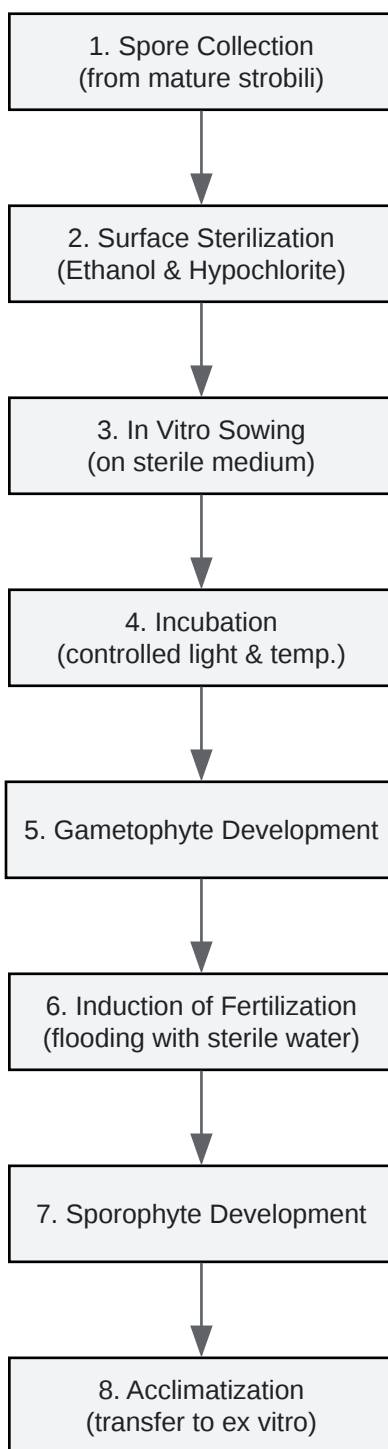 1. Spore Collection
(from mature strobili)
2. Surface Sterilization
(Ethanol & Hypochlorite)
3. In Vitro Sowing
(on sterile medium)
4. Incubation
(controlled light & temp.)
5. Gametophyte Development
6. Induction of Fertilization
(flooding with sterile water)
7. Sporophyte Development
8. Acclimatization
(transfer to ex vitro)